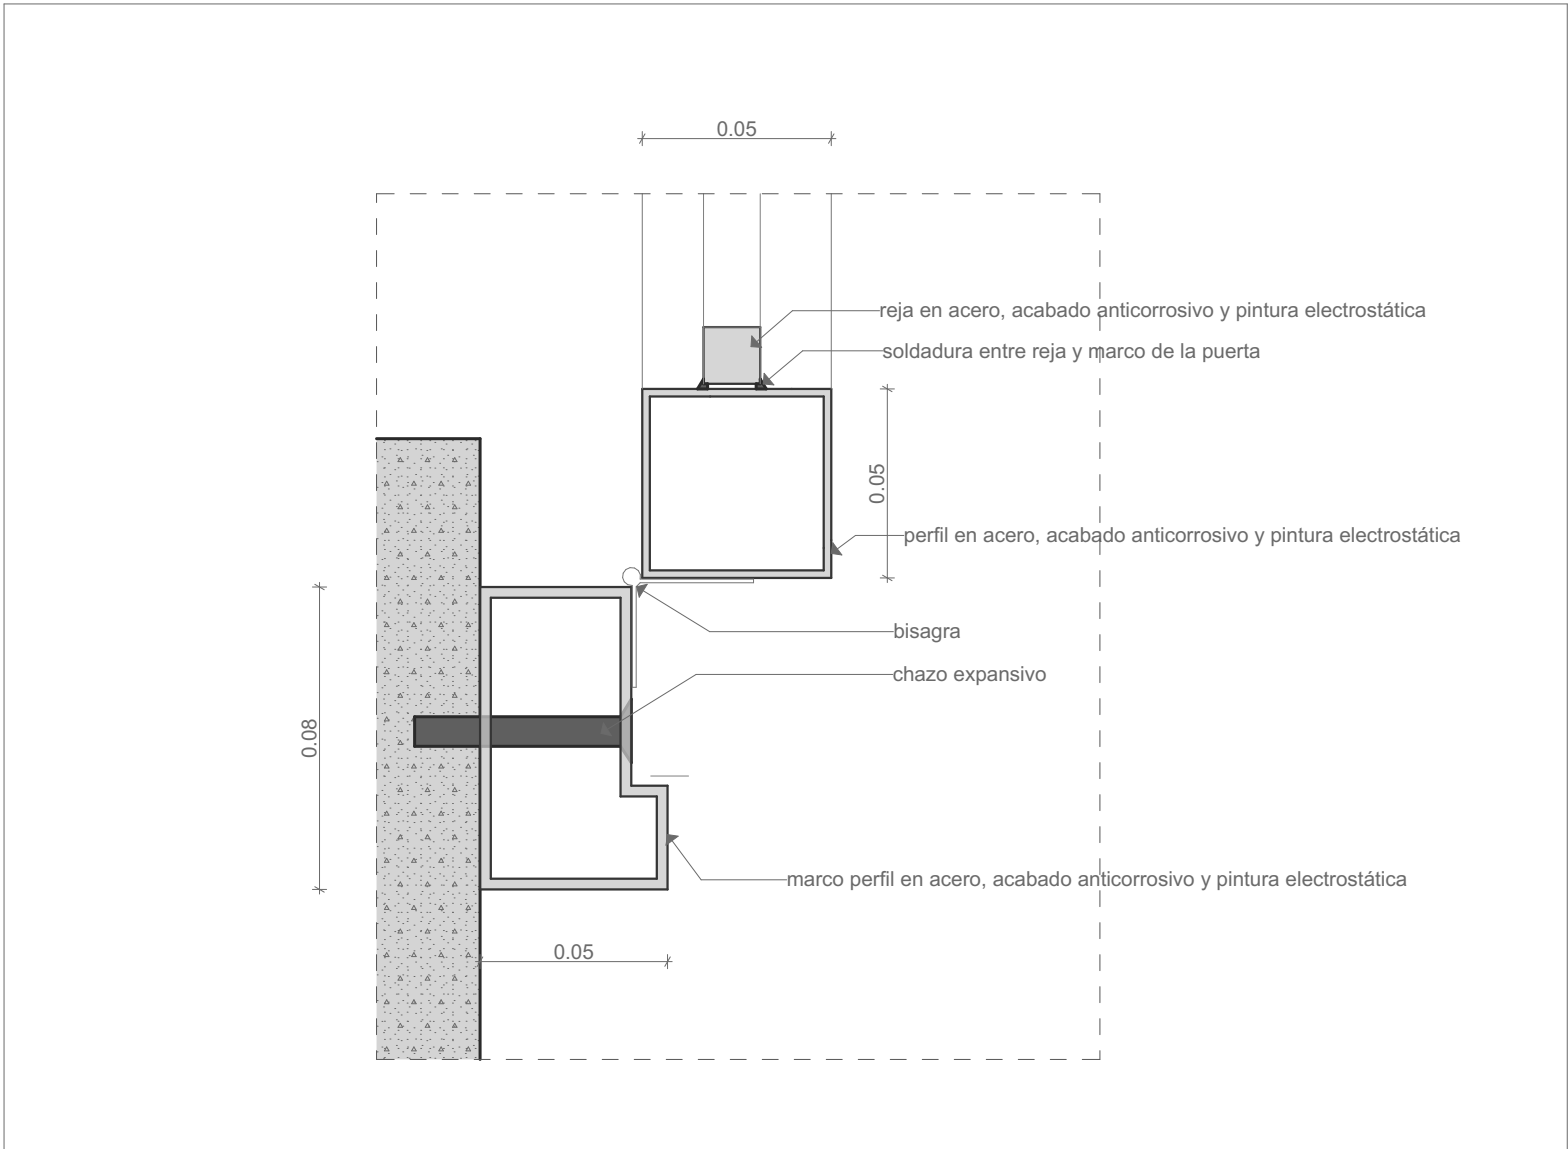 0.05
reja en acero, acabado anticorrosivo y pintura electrostática
soldadura entre reja y marco de la puerta
0.05
perfil en acero, acabado anticorrosivo y pintura electrostática
bisagra
chazo expansivo
0.08
marco perfil en acero, acabado anticorrosivo y pintura electrostática
0.05